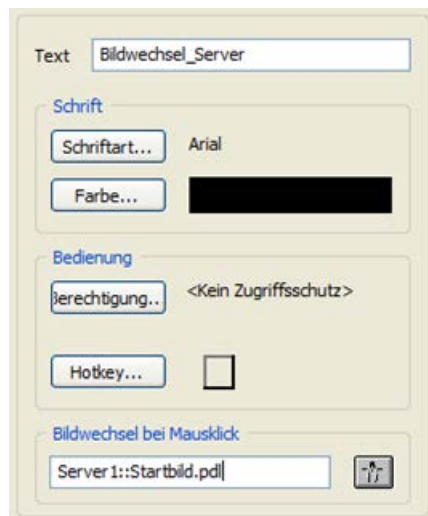 Text Bildwechsel_Server
Schrift
Schriftart... Arial
Farbe...
Bedienung
Berechtigung.. <Kein Zugriffsschutz>
Hotkey...
Bildwechsel bei Mausklick
Server1::Startbild.pdl